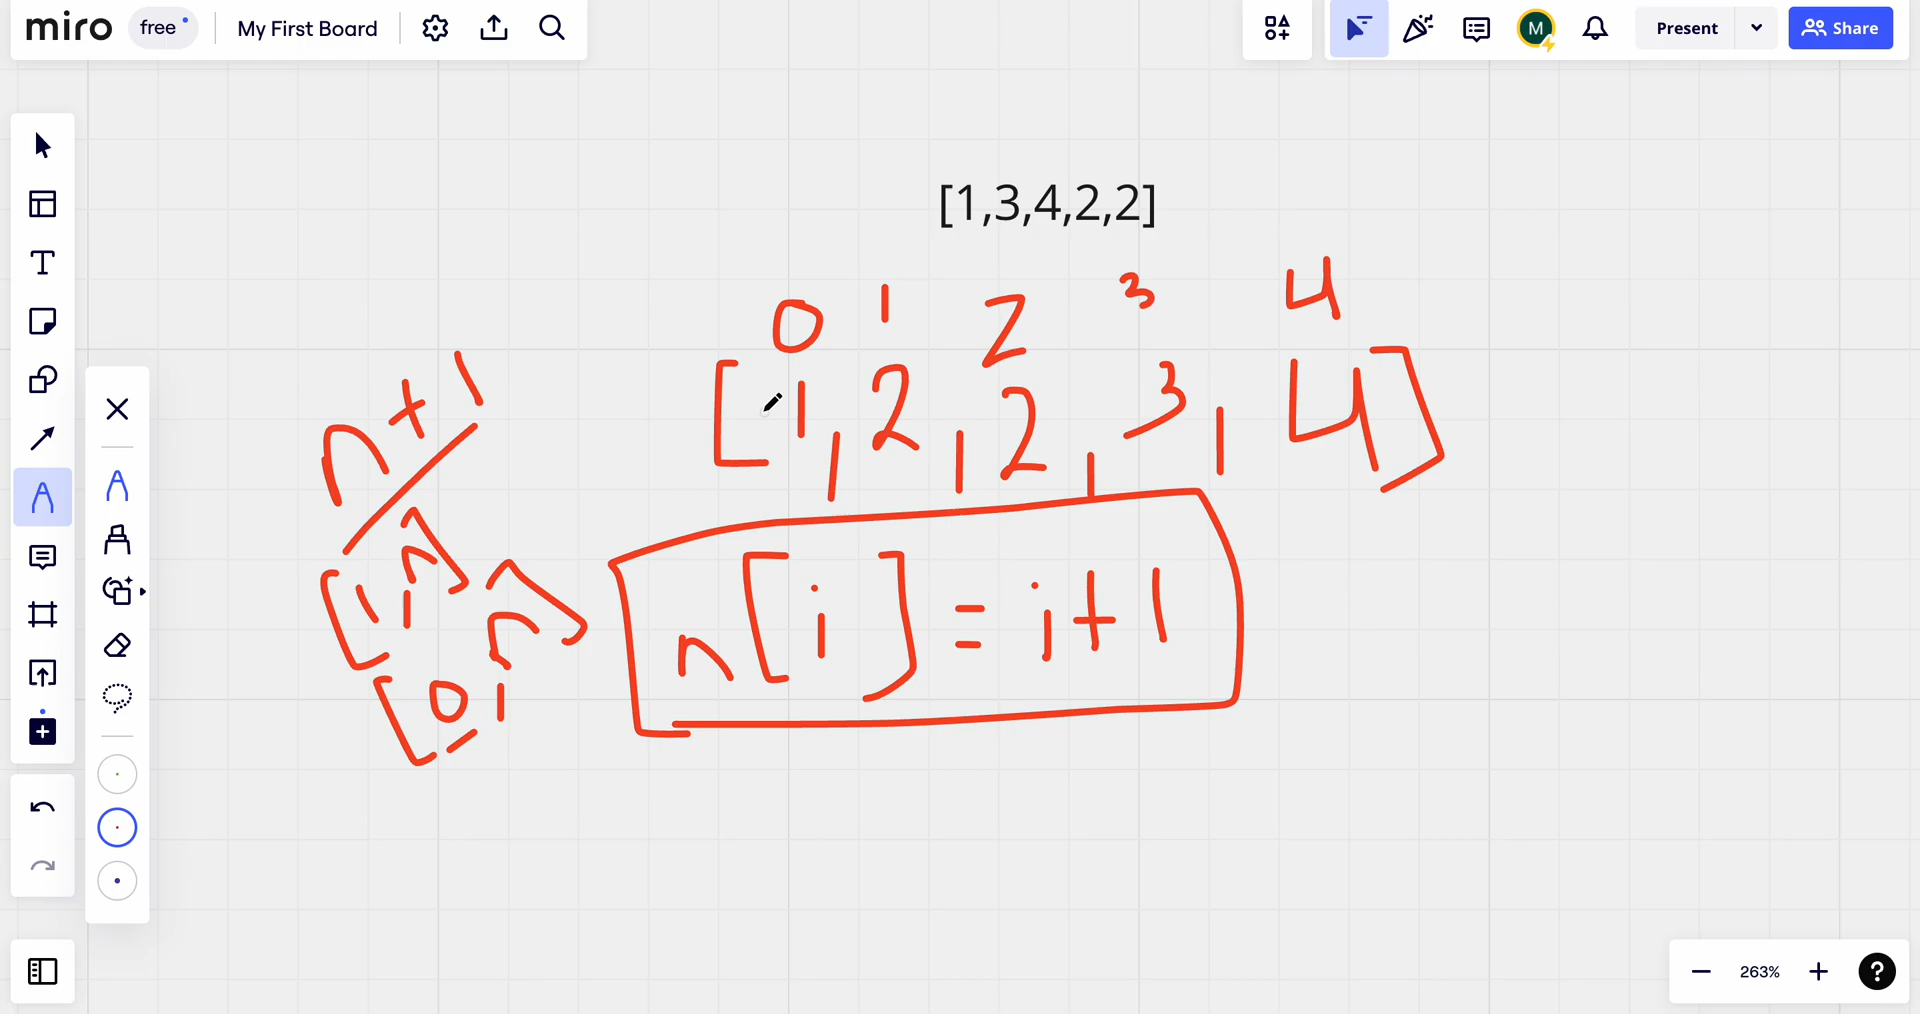 miro free My First Board Present Share
M
[1,3,4,2,2]
0 1 2 3 4
[1, 2, 2, 3, 4]
n+1
[1, n]
[0, n]
n[i] = i+1
T
263%
?